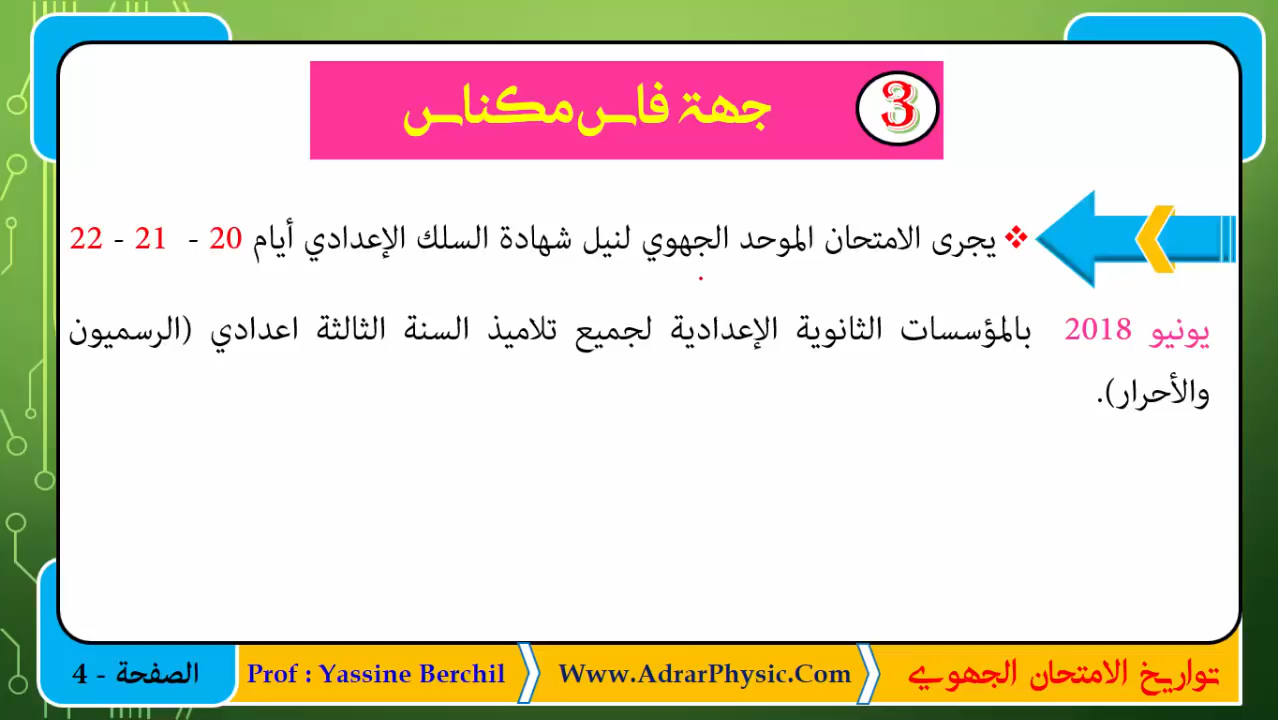 3 جهة فاس مكناس
❖ يجرى الامتحان الموحد الجهوي لنيل شهادة السلك الإعدادي أيام 20 - 21 - 22
يونيو 2018 بالمؤسسات الثانوية الإعدادية لجميع تلاميذ السنة الثالثة اعدادي (الرسميون
والأحرار).
تواريخ الامتحان الجهوي Www.AdrarPhysic.Com Prof : Yassine Berchil الصفحة - 4